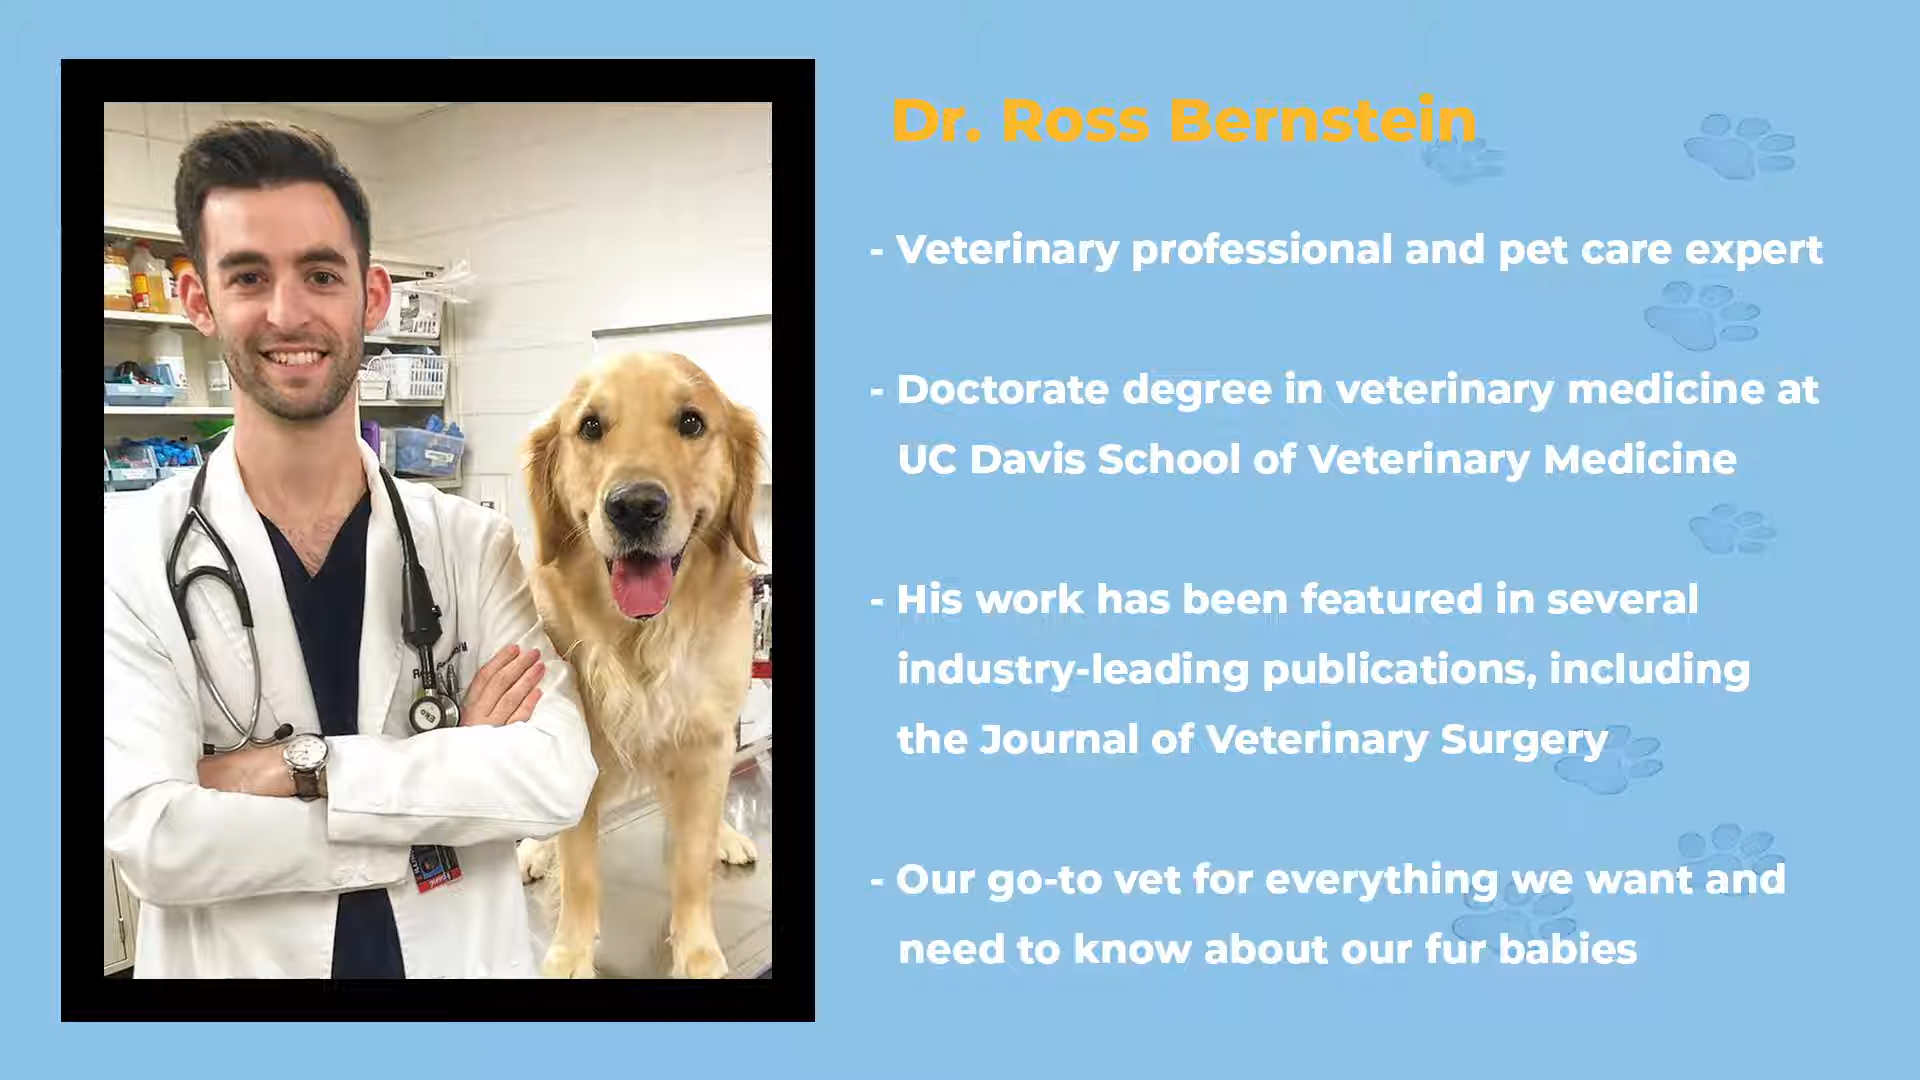 Dr. Ross Bernstein
- Veterinary professional and pet care expert
- Doctorate degree in veterinary medicine at
UC Davis School of Veterinary Medicine
- His work has been featured in several
industry-leading publications, including
the Journal of Veterinary Surgery
- Our go-to vet for everything we want and
need to know about our fur babies